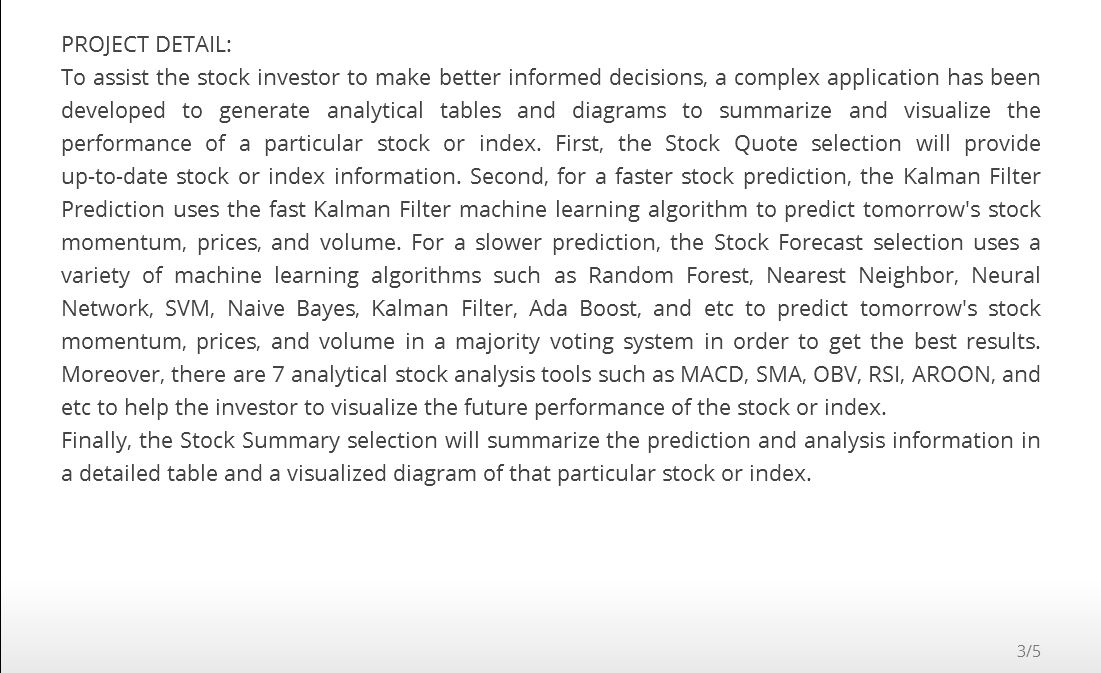 PROJECT DETAIL:
To assist the stock investor to make better informed decisions, a complex application has been
developed to generate analytical tables and diagrams to summarize and visualize the
performance of a particular stock or index. First, the Stock Quote selection will provide
up-to-date stock or index information. Second, for a faster stock prediction, the Kalman Filter
Prediction uses the fast Kalman Filter machine learning algorithm to predict tomorrow's stock
momentum, prices, and volume. For a slower prediction, the Stock Forecast selection uses a
variety of machine learning algorithms such as Random Forest, Nearest Neighbor, Neural
Network, SVM, Naive Bayes, Kalman Filter, Ada Boost, and etc to predict tomorrow's stock
momentum, prices, and volume in a majority voting system in order to get the best results.
Moreover, there are 7 analytical stock analysis tools such as MACD, SMA, OBV, RSI, AROON, and
etc to help the investor to visualize the future performance of the stock or index.
Finally, the Stock Summary selection will summarize the prediction and analysis information in
a detailed table and a visualized diagram of that particular stock or index.
3/5